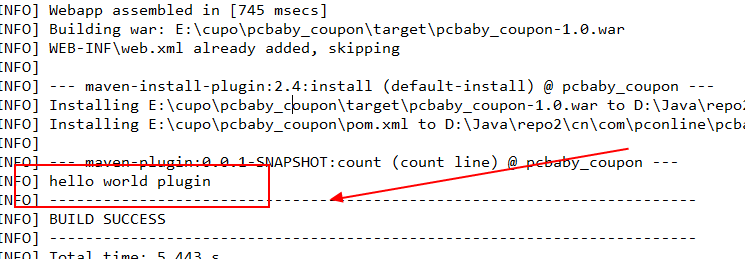 INFO] Webapp assembled in [745 msecs]
INFO] Building war: E:\cupo\pcbaby_coupon\target\pcbaby_coupon-1.0.war
INFO] WEB-INF\web.xml already added, skipping
INFO]
INFO] --- maven-install-plugin:2.4:install (default-install) @ pcbaby_coupon ---
INFO] Installing E:\cupo\pcbaby_coupon\target\pcbaby_coupon-1.0.war to D:\Java\repo2
INFO] Installing E:\cupo\pcbaby_coupon\pom.xml to D:\Java\repo2\cn\com\pconline\pcba
INFO]
INFO] --- maven-plugin:0.0.1-SNAPSHOT:count (count line) @ pcbaby_coupon ---
INFO] hello world plugin
INFO] ------------------------------------------------------------------------
INFO] BUILD SUCCESS
INFO] ------------------------------------------------------------------------
INFO] Total time: 5.443 s